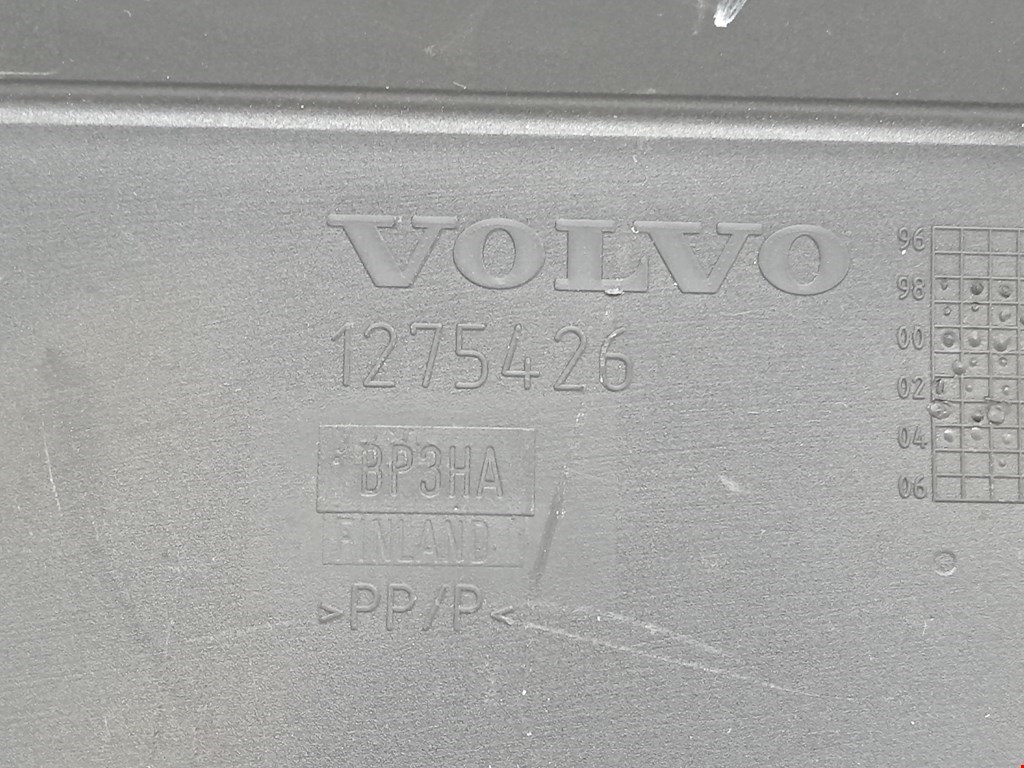 VOLVO
1275426
BP3HA
FINLAND
>PP/P<
96
98
00
02
04
06